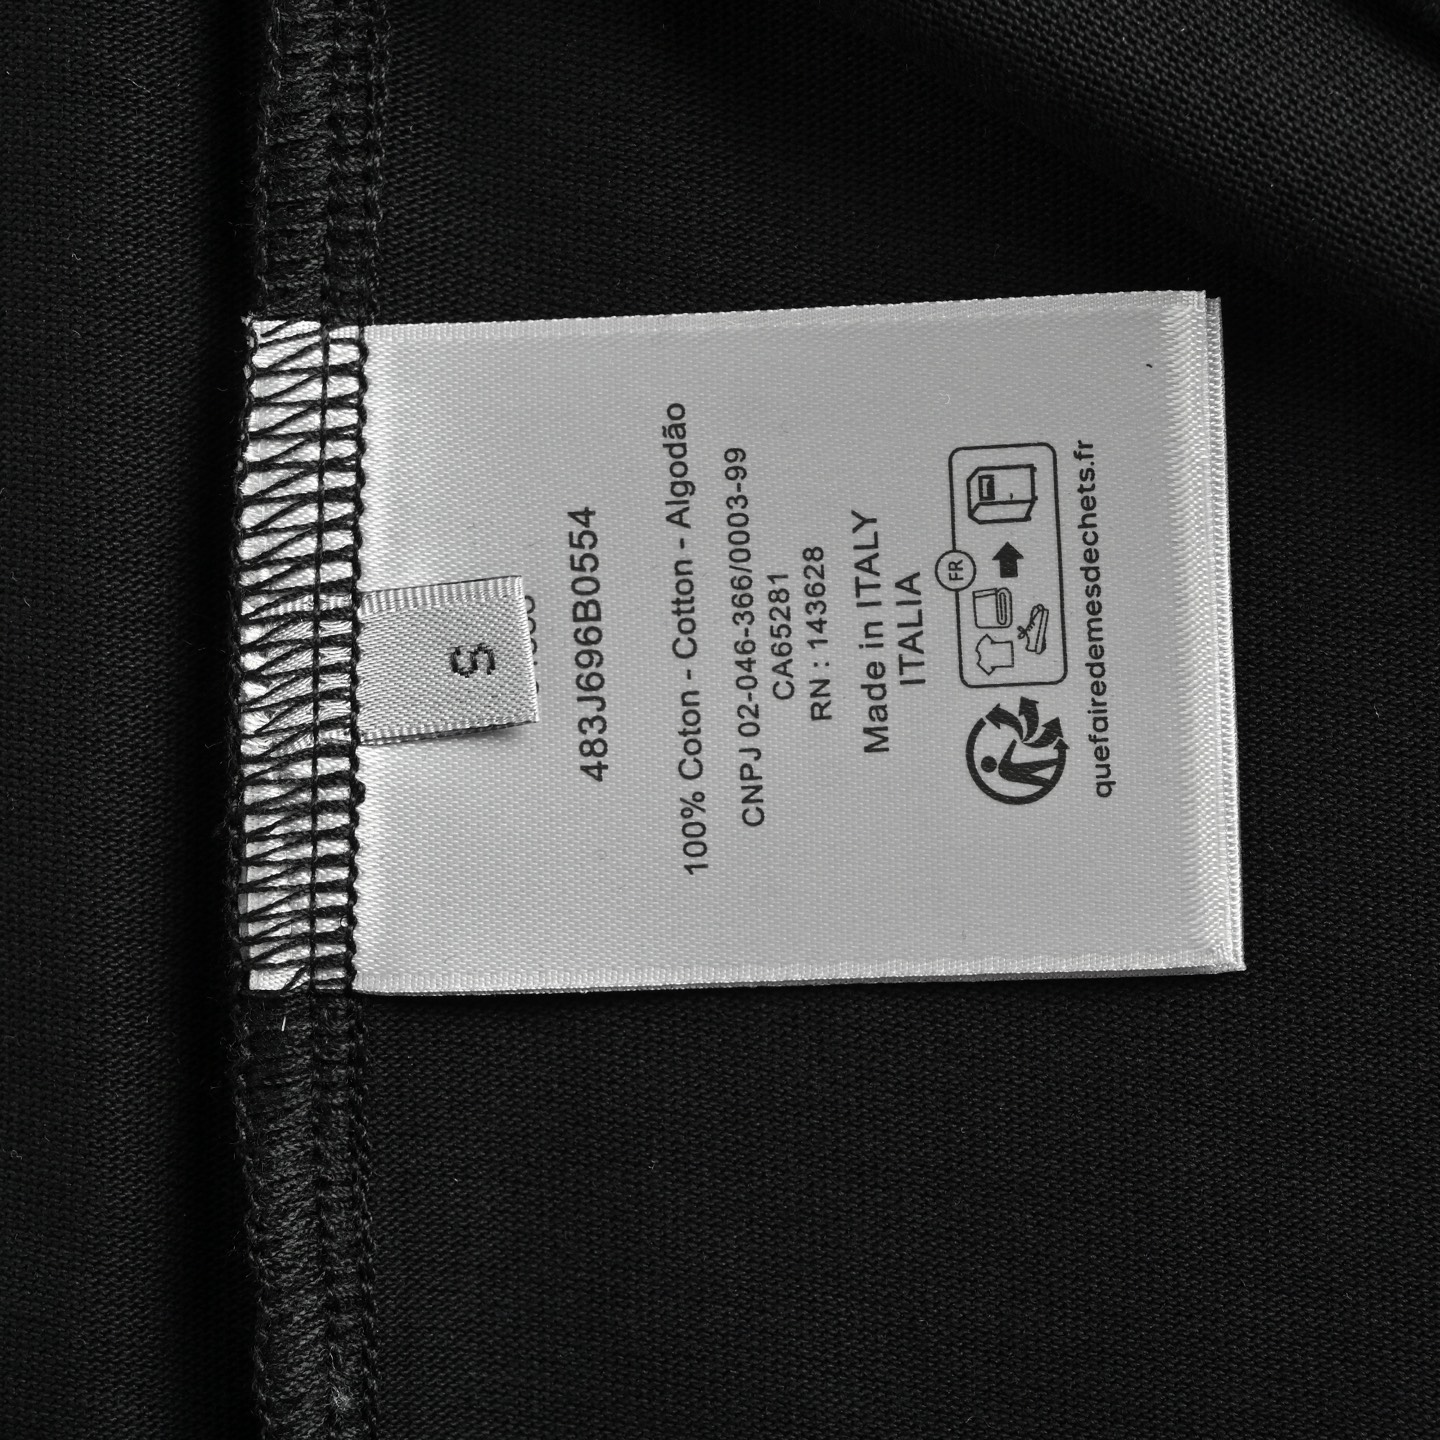 S
483J696B0554
100% Coton - Cotton - Algodão
CNPJ 02-046-366/0003-99
CA65281
RN : 143628
Made in ITALY
ITALIA
FR
quefairedemesdechets.fr